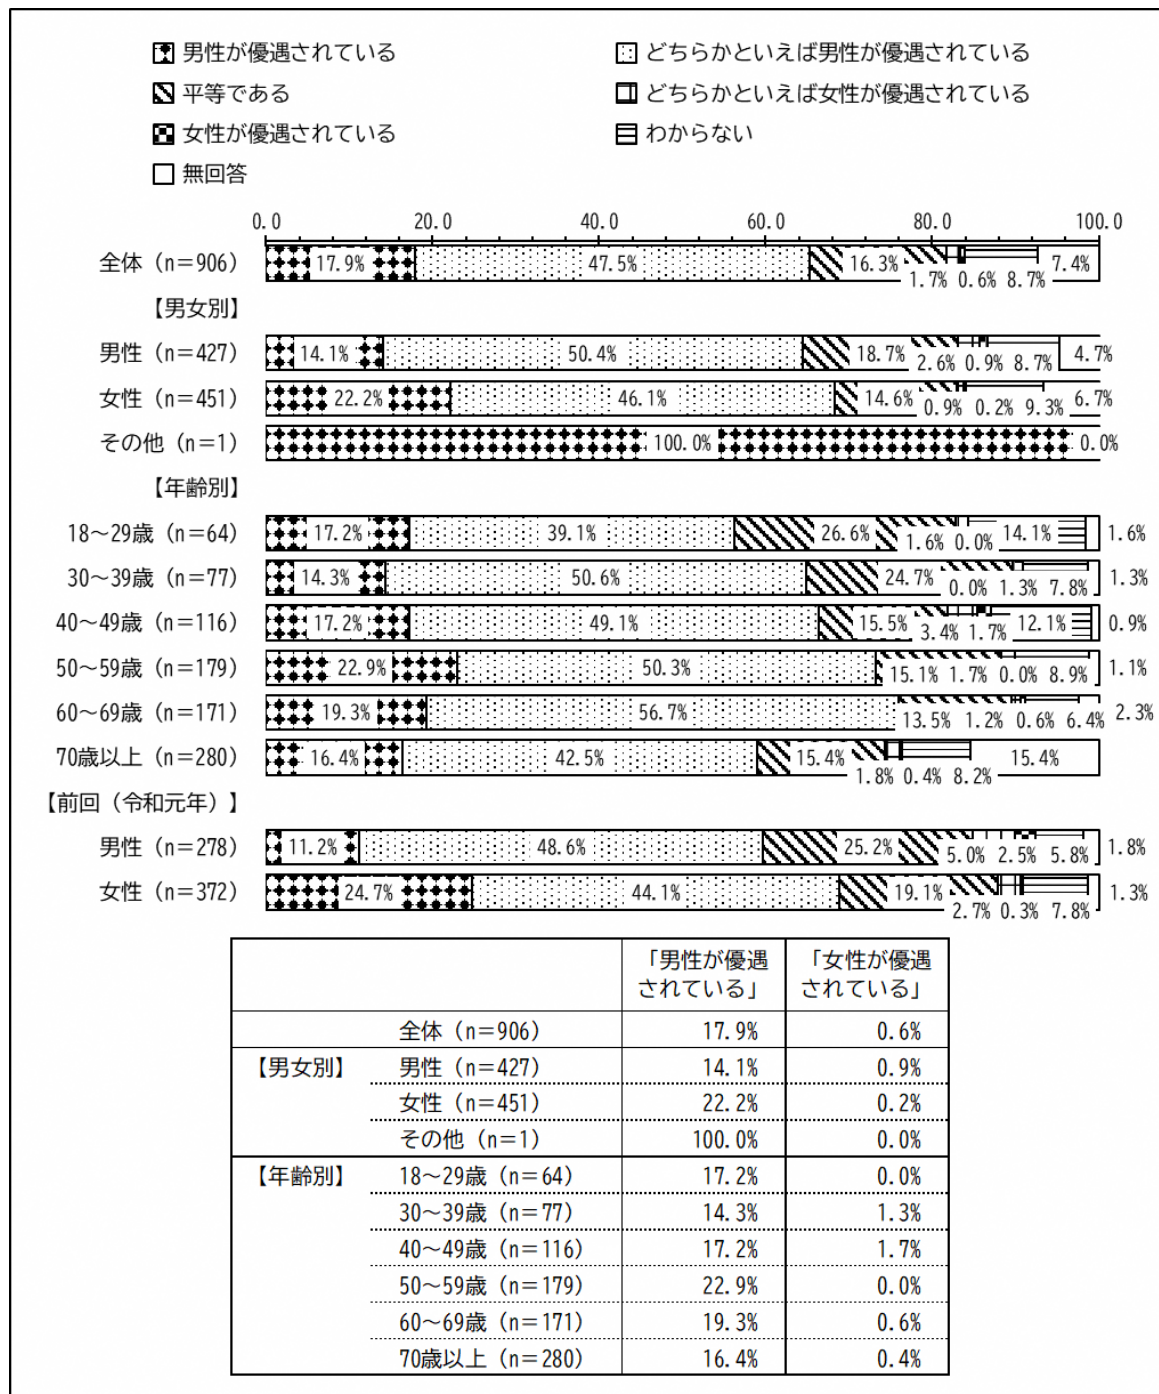 男性が優遇されている
どちらかといえば男性が優遇されている
平等である
どちらかといえば女性が優遇されている
女性が優遇されている
わからない
無回答
0.0 20.0 40.0 60.0 80.0 100.0
全体（n＝906） 17.9% 47.5% 16.3% 1.7% 0.6% 8.7% 7.4%
【男女別】
男性（n＝427） 14.1% 50.4% 18.7% 2.6% 0.9% 8.7% 4.7%
女性（n＝451） 22.2% 46.1% 14.6% 0.9% 0.2% 9.3% 6.7%
その他（n＝1） 100.0% 0.0%
【年齢別】
18～29歳（n＝64） 17.2% 39.1% 26.6% 1.6% 0.0% 14.1% 1.6%
30～39歳（n＝77） 14.3% 50.6% 24.7% 0.0% 1.3% 7.8% 1.3%
40～49歳（n＝116） 17.2% 49.1% 15.5% 3.4% 1.7% 12.1% 0.9%
50～59歳（n＝179） 22.9% 50.3% 15.1% 1.7% 0.0% 8.9% 1.1%
60～69歳（n＝171） 19.3% 56.7% 13.5% 1.2% 0.6% 6.4% 2.3%
70歳以上（n＝280） 16.4% 42.5% 15.4% 1.8% 0.4% 8.2% 15.4%
【前回（令和元年）】
男性（n＝278） 11.2% 48.6% 25.2% 5.0% 2.5% 5.8% 1.8%
女性（n＝372） 24.7% 44.1% 19.1% 2.7% 0.3% 7.8% 1.3%
「男性が優遇 「女性が優遇
されている」 されている」
全体（n＝906） 17.9% 0.6%
【男女別】 男性（n＝427） 14.1% 0.9%
女性（n＝451） 22.2% 0.2%
その他（n＝1） 100.0% 0.0%
【年齢別】 18～29歳（n＝64） 17.2% 0.0%
30～39歳（n＝77） 14.3% 1.3%
40～49歳（n＝116） 17.2% 1.7%
50～59歳（n＝179） 22.9% 0.0%
60～69歳（n＝171） 19.3% 0.6%
70歳以上（n＝280） 16.4% 0.4%